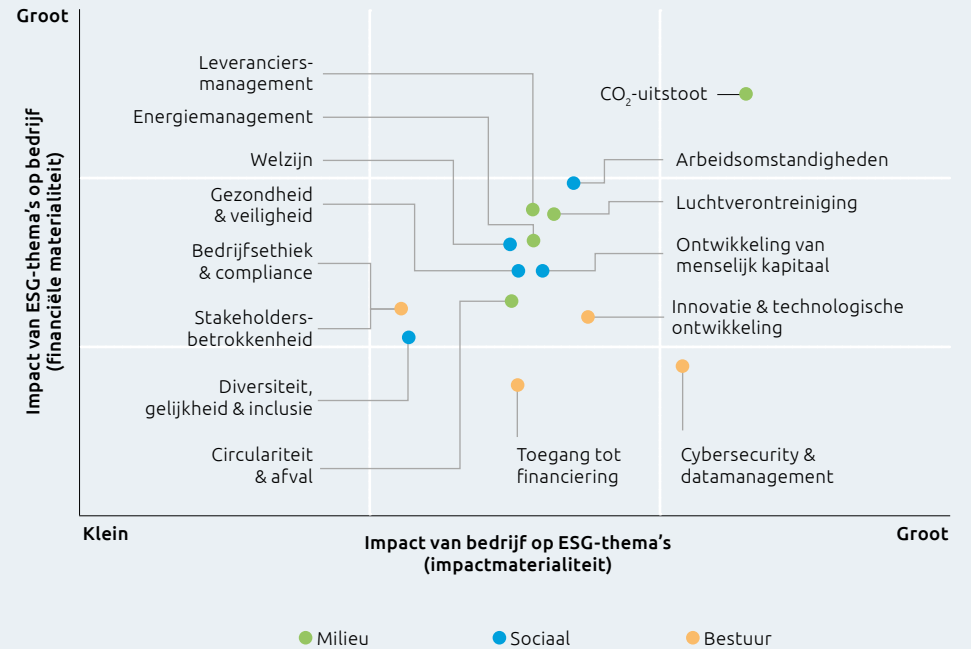 Groot
Impact van ESG-thema's op bedrijf
(financiële materialiteit)
Leveranciers-
management
Energiemanagement
Welzijn
Gezondheid
& veiligheid
Bedrijfsethiek
& compliance
Stakeholders-
betrokkenheid
Diversiteit,
gelijkheid & inclusie
Circulariteit
& afval
CO₂-uitstoot
Arbeidsomstandigheden
Luchtverontreiniging
Ontwikkeling van
menselijk kapitaal
Innovatie & technologische
ontwikkeling
Toegang tot
financiering
Cybersecurity &
datamanagement
Klein
Impact van bedrijf op ESG-thema's
(impactmaterialiteit)
Groot
Milieu
Sociaal
Bestuur